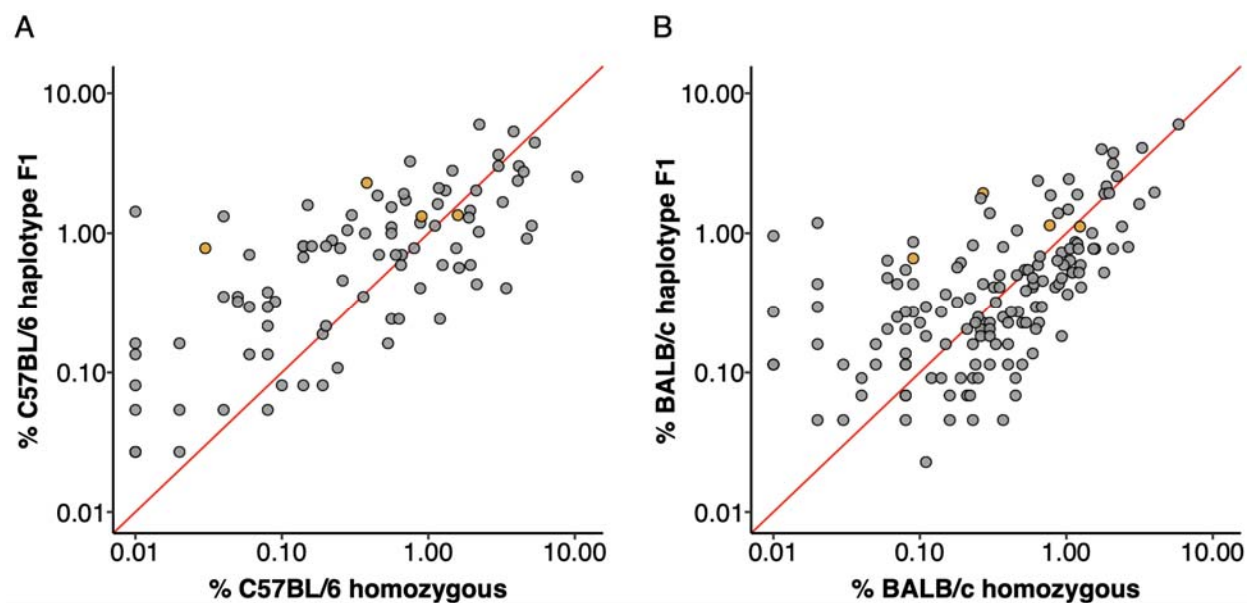 A
% C57BL/6 haplotype F1
10.00
1.00
0.10
0.01
0.01 0.10 1.00 10.00
% C57BL/6 homozygous
B
% BALB/c haplotype F1
10.00
1.00
0.10
0.01
0.01 0.10 1.00 10.00
% BALB/c homozygous